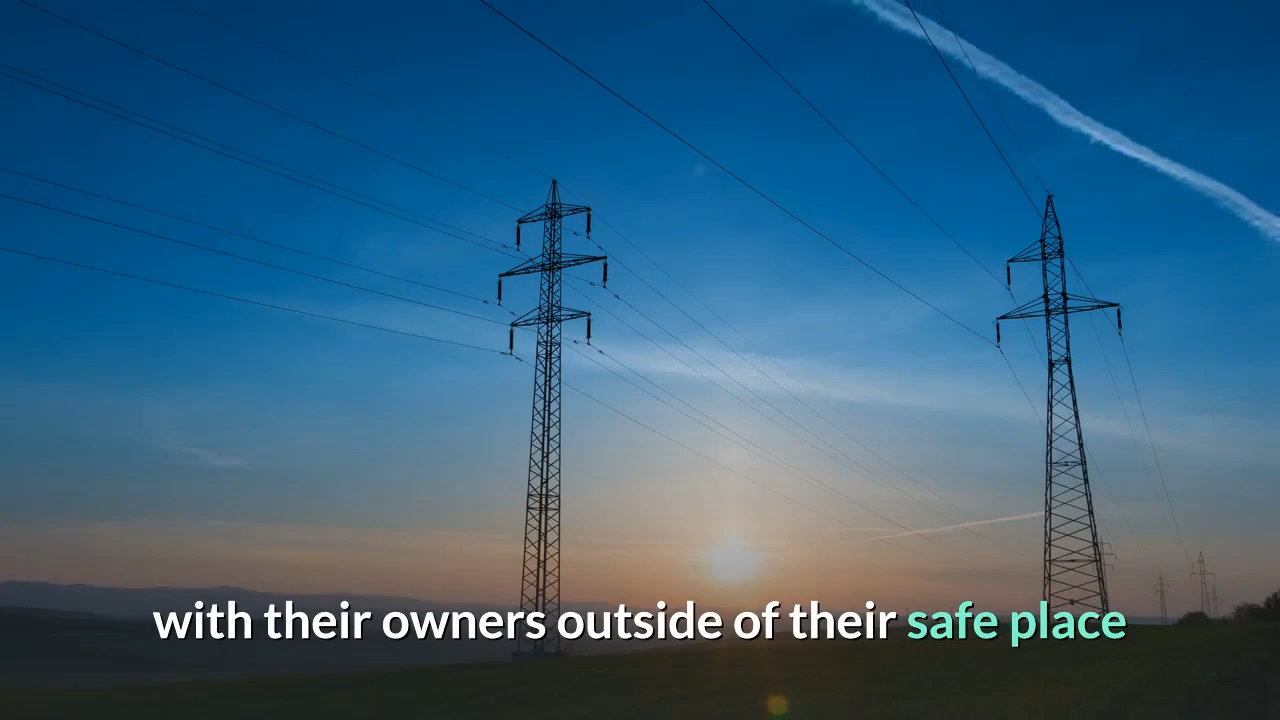 with their owners outside of their safe place